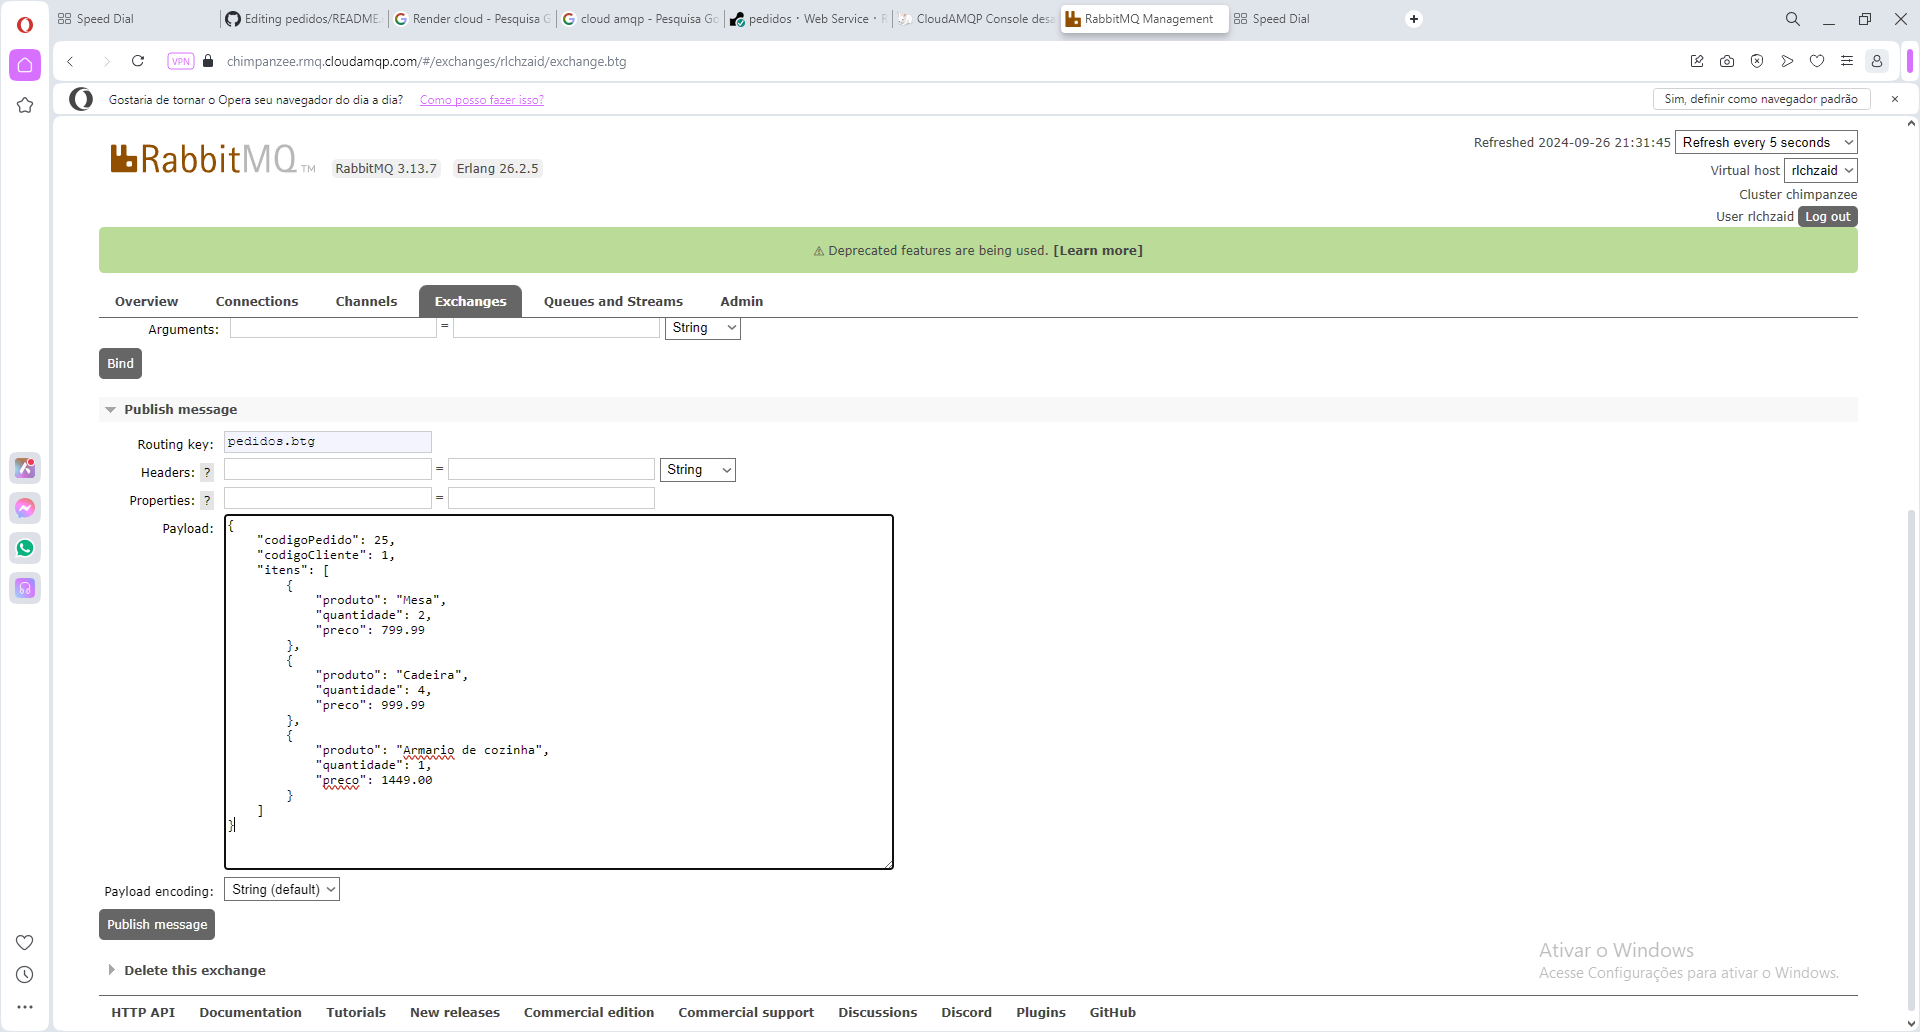 Speed Dial
Editing pedidos/README.
Render cloud - Pesquisa G
cloud amqp - Pesquisa Go
pedidos · Web Service · R
CloudAMQP Console desa
RabbitMQ Management
Speed Dial
VPN
chimpanzee.rmq.cloudamqp.com/#/exchanges/rlchzaid/exchange.btg
Gostaria de tornar o Opera seu navegador do dia a dia? Como posso fazer isso?
Sim, definir como navegador padrão
RabbitMQ TM RabbitMQ 3.13.7 Erlang 26.2.5
Refreshed 2024-09-26 21:31:45 Refresh every 5 seconds
Virtual host rlchzaid
Cluster chimpanzee
User rlchzaid Log out
⚠ Deprecated features are being used. [Learn more]
Overview Connections Channels Exchanges Queues and Streams Admin
Arguments: = String
Bind
Publish message
Routing key: pedidos.btg
Headers: ? = String
Properties: ? =
Payload: {
"codigoPedido": 25,
"codigoCliente": 1,
"itens": [
{
"produto": "Mesa",
"quantidade": 2,
"preco": 799.99
},
{
"produto": "Cadeira",
"quantidade": 4,
"preco": 999.99
},
{
"produto": "Armario de cozinha",
"quantidade": 1,
"preco": 1449.00
}
]
}
Payload encoding: String (default)
Publish message
Delete this exchange
Ativar o Windows
Acesse Configurações para ativar o Windows.
HTTP API Documentation Tutorials New releases Commercial edition Commercial support Discussions Discord Plugins GitHub